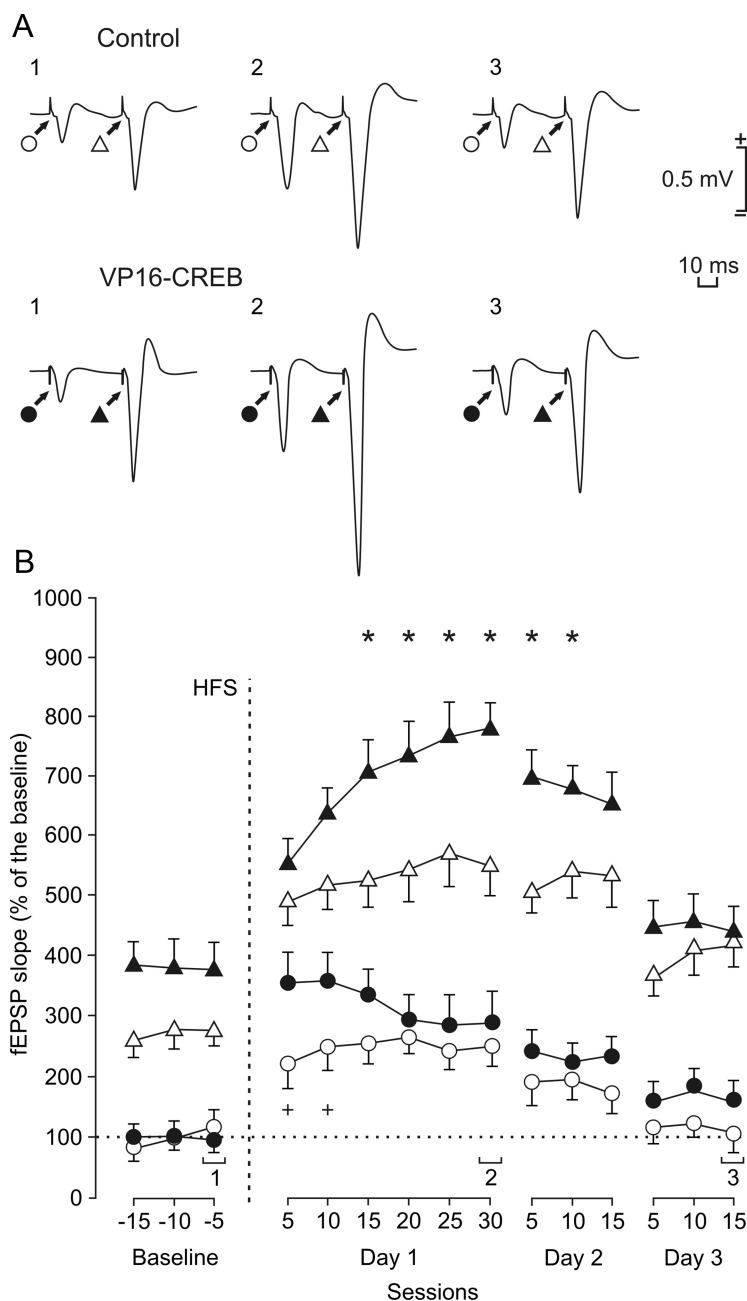 A
Control
1 2 3
+
0.5 mV
–
10 ms
VP16-CREB
1 2 3
B
fEPSP slope (% of the baseline)
1000
900
800
700
600
500
400
300
200
100
0
HFS
* * * * * *
+ +
1 2 3
-15 -10 -5 5 10 15 20 25 30 5 10 15 5 10 15
Baseline Day 1 Day 2 Day 3
Sessions